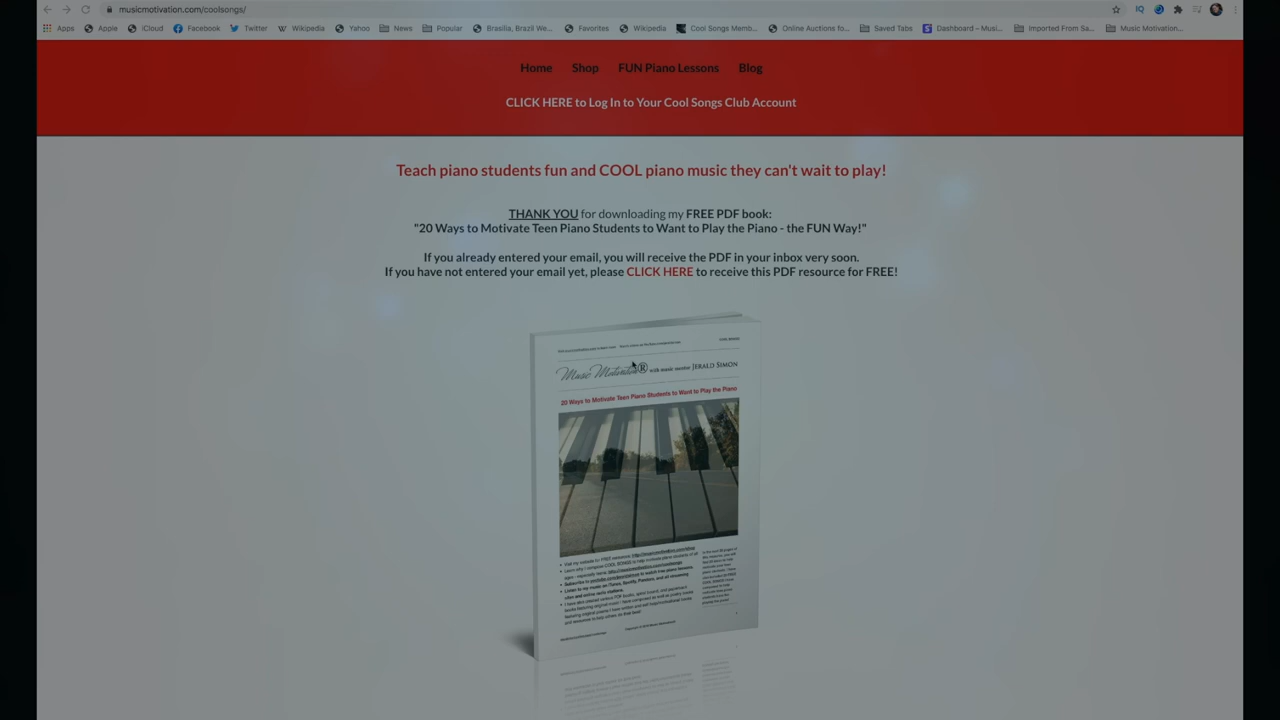 musicmotivation.com/coolsongs/
Apps Apple iCloud Facebook Twitter Wikipedia Yahoo News Popular Brasilia, Brazil We... Favorites Wikipedia Cool Songs Memb... Online Auctions fo... Saved Tabs Dashboard – Musi... Imported From Sa... Music Motivation...
Home Shop FUN Piano Lessons Blog
CLICK HERE to Log In to Your Cool Songs Club Account
Teach piano students fun and COOL piano music they can't wait to play!
THANK YOU for downloading my FREE PDF book:
"20 Ways to Motivate Teen Piano Students to Want to Play the Piano - the FUN Way!"
If you already entered your email, you will receive the PDF in your inbox very soon.
If you have not entered your email yet, please CLICK HERE to receive this PDF resource for FREE!
Music Motivation® with music mentor JERALD SIMON
20 Ways to Motivate Teen Piano Students to Want to Play the Piano